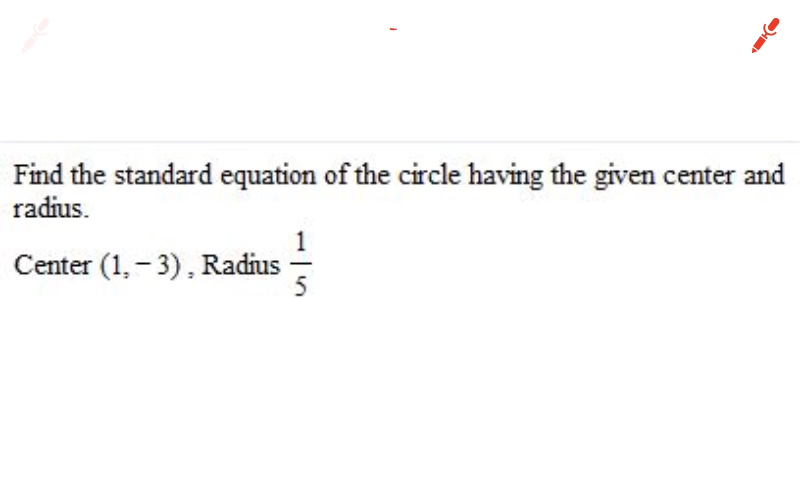 Find the standard equation of the circle having the given center and
radius.
Center (1, − 3) , Radius 1/5